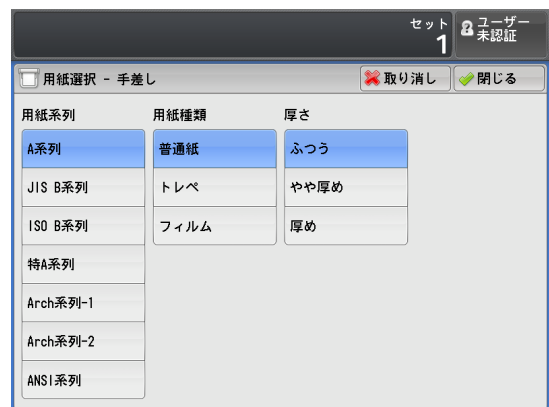 セット
1
ユーザー
未認証
用紙選択 - 手差し
取り消し
閉じる
用紙系列
用紙種類
厚さ
A系列
普通紙
ふつう
JIS B系列
トレペ
やや厚め
ISO B系列
フィルム
厚め
特A系列
Arch系列-1
Arch系列-2
ANSI系列